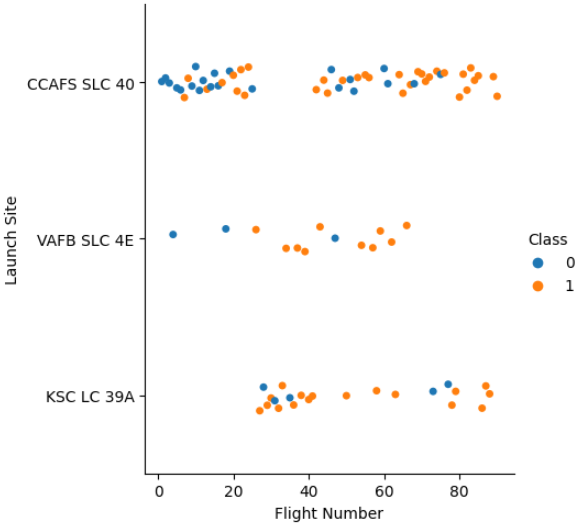 Launch Site
CCAFS SLC 40
VAFB SLC 4E
KSC LC 39A
0 20 40 60 80
Flight Number
Class
0
1